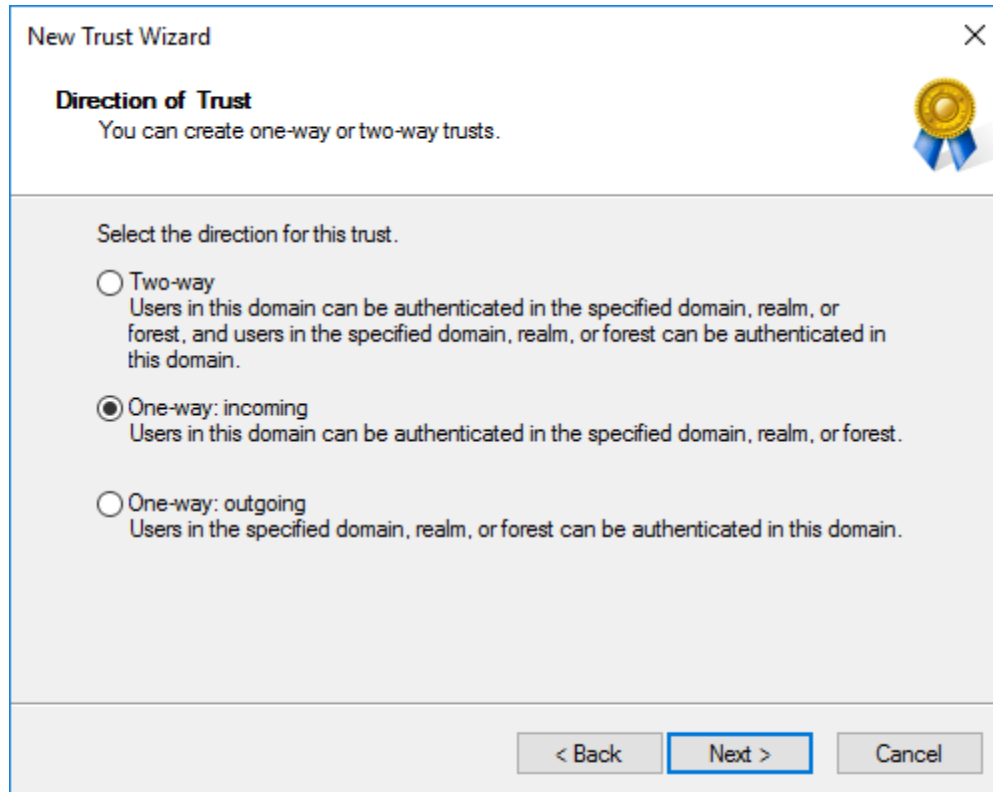 New Trust Wizard
Direction of Trust
You can create one-way or two-way trusts.
Select the direction for this trust.
Two-way
Users in this domain can be authenticated in the specified domain, realm, or
forest, and users in the specified domain, realm, or forest can be authenticated in
this domain.
One-way: incoming
Users in this domain can be authenticated in the specified domain, realm, or forest.
One-way: outgoing
Users in the specified domain, realm, or forest can be authenticated in this domain.
< Back Next > Cancel